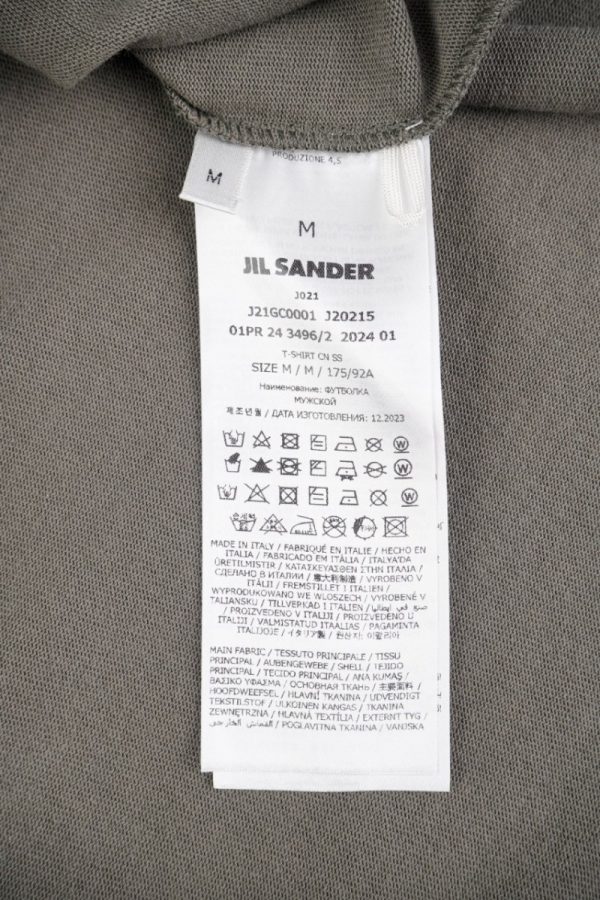 PRODUZIONE 4,5
M
M
JIL SANDER
J021
J21GC0001 J20215
01PR 24 3496/2 2024 01
T-SHIRT CN SS
SIZE M / M / 175/92A
Наименование: ФУТБОЛКА
МУЖСКОЙ
제조년월 / ДАТА ИЗГОТОВЛЕНИЯ: 12.2023
MADE IN ITALY / FABRIQUÉ EN ITALIE / HECHO EN
ITALIA / FABRICADO EM ITÁLIA / ITALYA'DA
ÜRETILMISTIR / ΚΑΤΑΣΚΕΥΑΣΘΕΝ ΣΤΗΝ ΙΤΑΛΙΑ /
СДЕЛАНО В ИТАЛИИ / 意大利制造 / VYROBENO V
ITÁLII / FREMSTILLET I ITALIEN /
WYPRODUKOWANO WE WŁOSZECH / VYROBENÉ V
TALIANSKU / TILLVERKAD I ITALIEN / صنع في ايطاليا
/ PROIZVEDENO V ITALIJI / PROIZVEDENO U
ITALIJI / VALMISTATUD ITAALIAS / PAGAMINTA
ITALIJOJE / イタリア製 / 원산지: 이탈리아
MAIN FABRIC / TESSUTO PRINCIPALE / TISSU
PRINCIPAL / AUßENGEWEBE / SHELL / TEJIDO
PRINCIPAL / TECIDO PRINCIPAL / ANA KUMAŞ /
ΒΑΣΙΚΟ ΥΦΑΣΜΑ / ОСНОВНАЯ ТКАНЬ / 主要面料 /
HOOFDWEEFSEL / HLAVNÍ TKANINA / UDVENDIGT
TEKSTILSTOF / ULKOINEN KANGAS / TKANINA
ZEWNĘTRZNA / HLAVNÁ TEXTÍLIA / EXTERNT TYG /
القماش الخارجي / POGLAVITNA TKANINA / VANJSKA